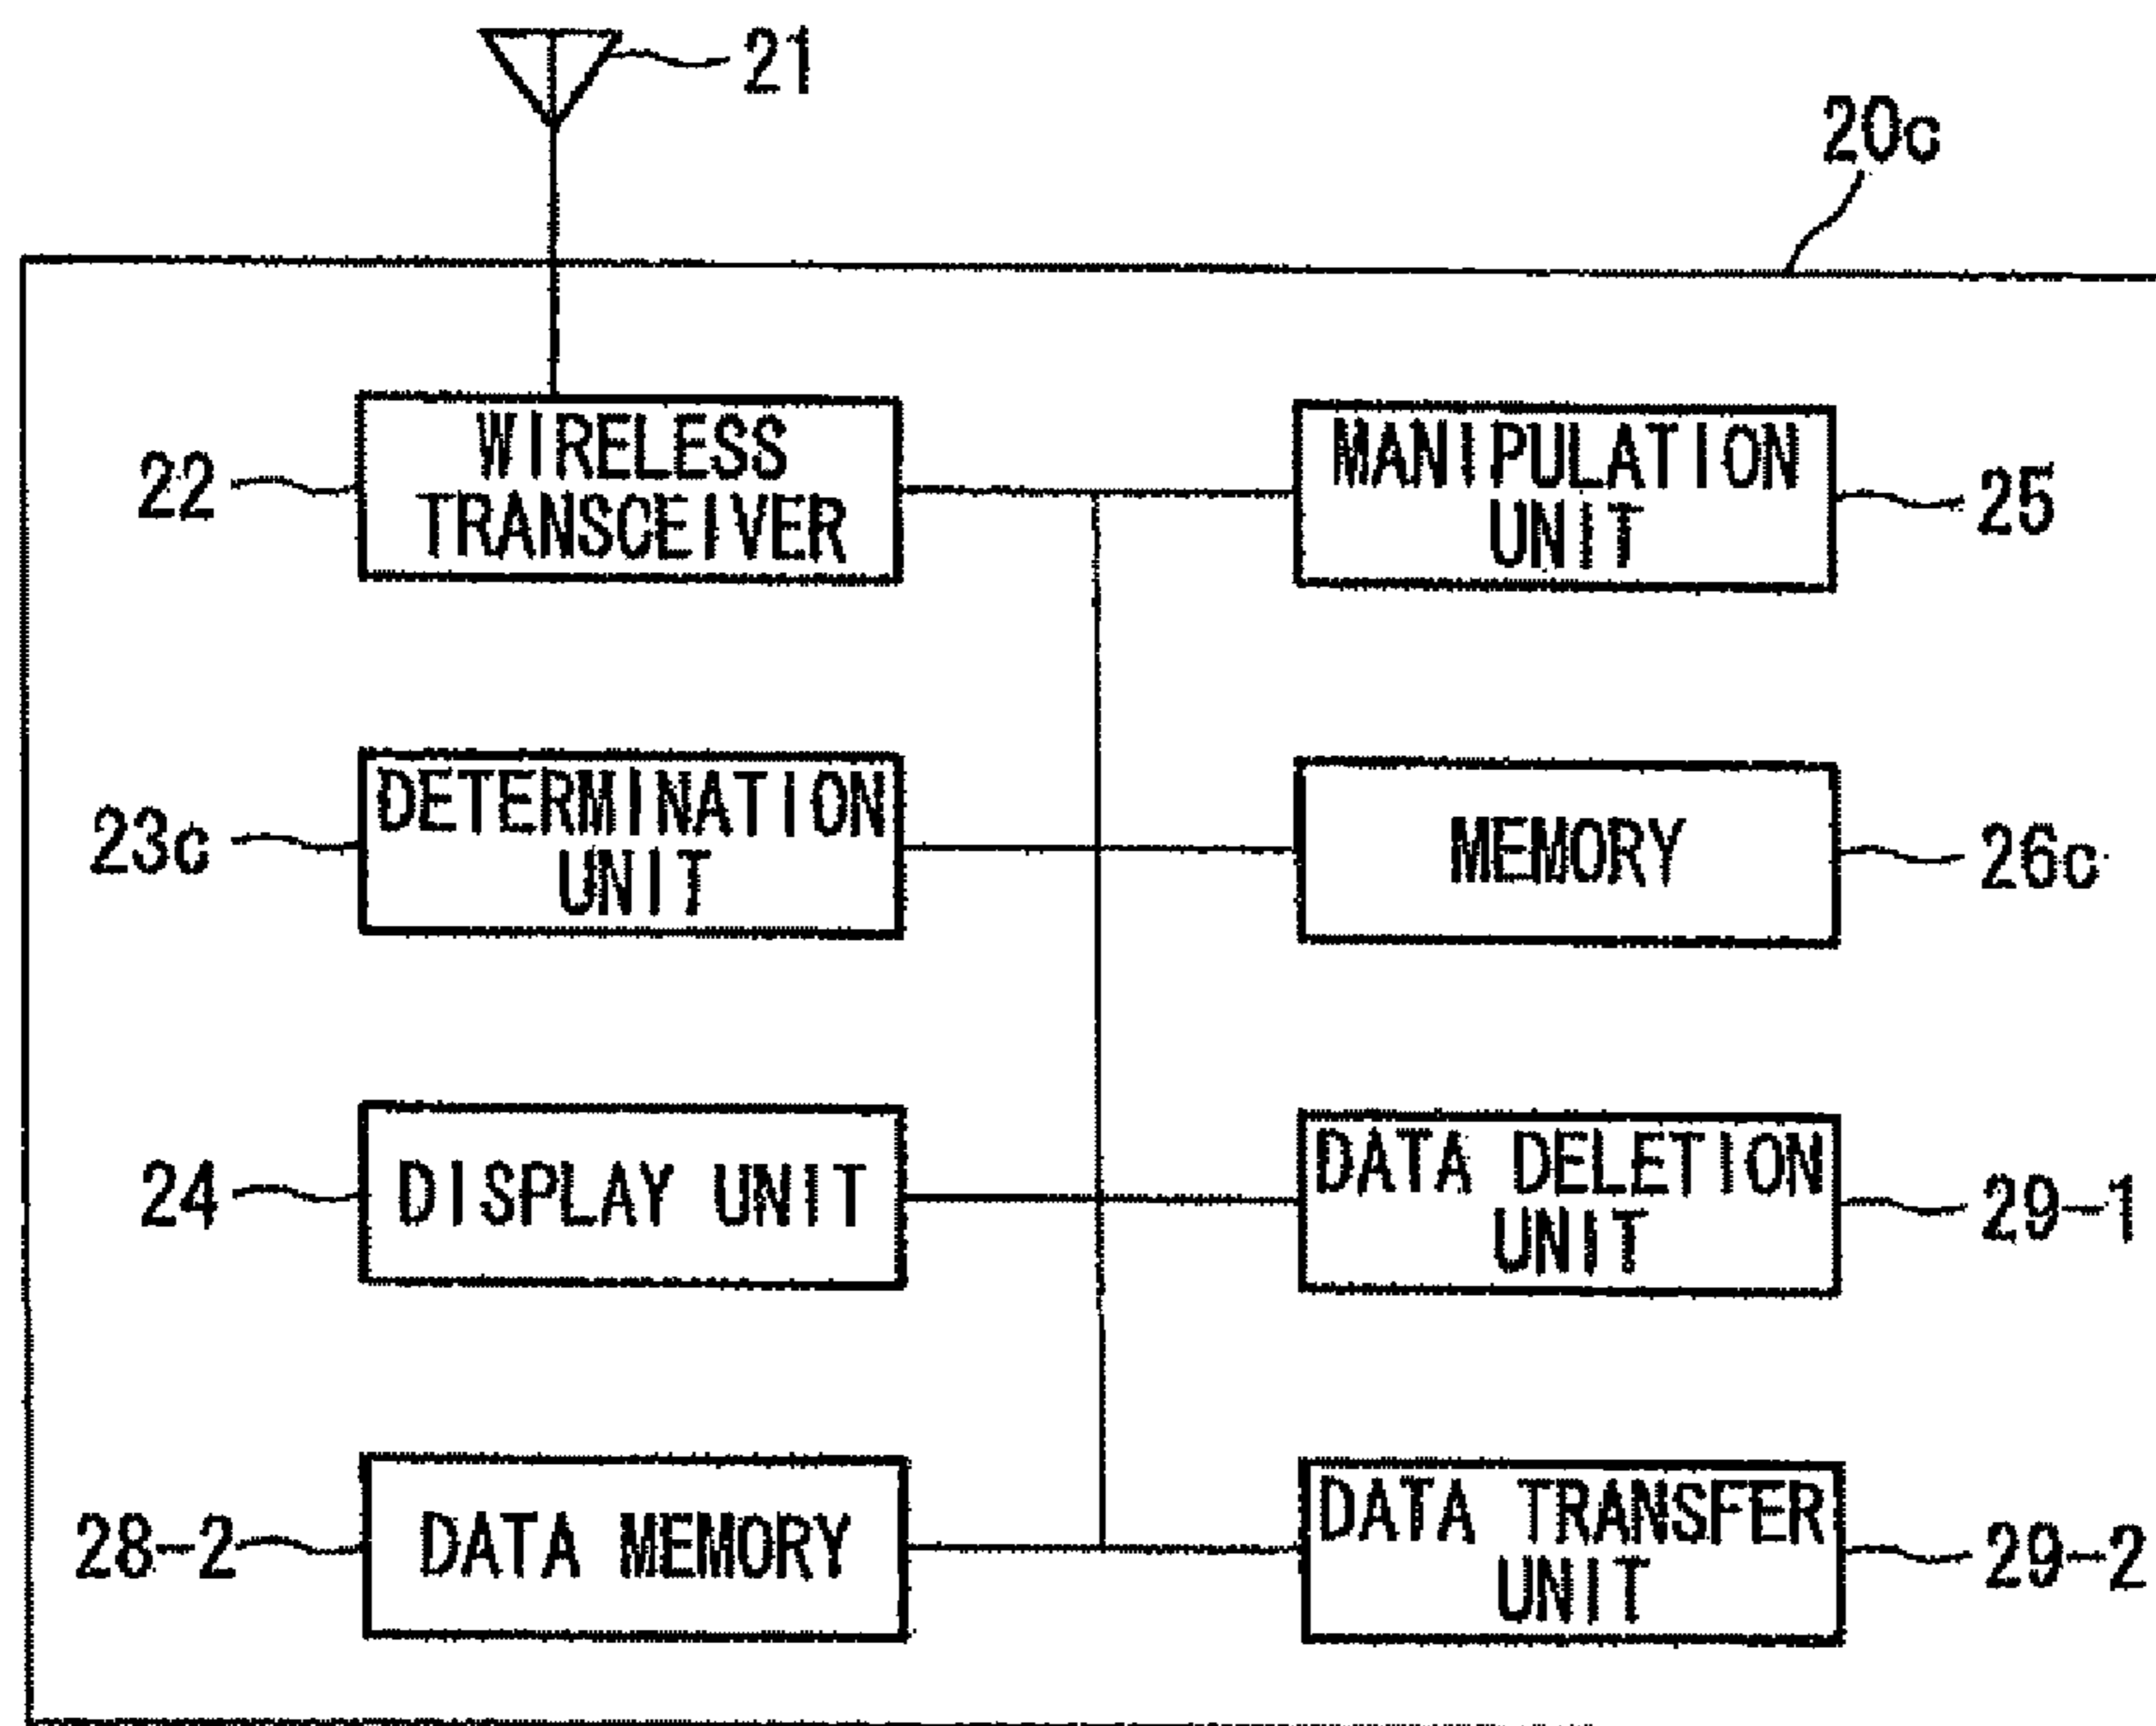 21
20c
22
WIRELESS
TRANSCEIVER
MANIPULATION
UNIT
25
23c
DETERMINATION
UNIT
MEMORY
26c
24
DISPLAY UNIT
DATA DELETION
UNIT
29-1
28-2
DATA MEMORY
DATA TRANSFER
UNIT
29-2